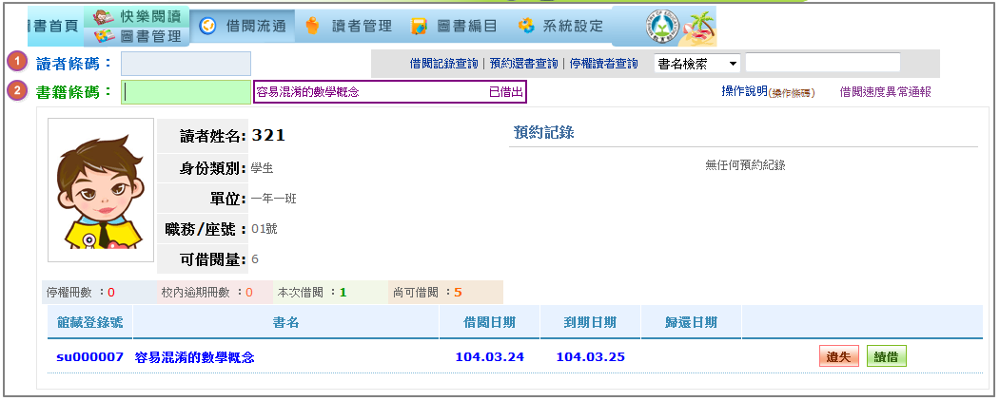 圖書首頁 快樂閱讀 圖書管理 借閱流通 讀者管理 圖書編目 系統設定
1 讀者條碼： 借閱記錄查詢 | 預約還書查詢 | 停權讀者查詢 書名檢索
2 書籍條碼： 容易混淆的數學概念 已借出 操作說明(操作條碼) 借閱速度異常通報
讀者姓名: 321
身份類別: 學生
單位: 一年一班
職務/座號： 01號
可借閱量: 6
預約記錄
無任何預約紀錄
停權冊數 ：0 校內逾期冊數 ：0 本次借閱 ：1 尚可借閱 ：5
館藏登錄號 書名 借閱日期 到期日期 歸還日期
su000007 容易混淆的數學概念 104.03.24 104.03.25 遺失 續借